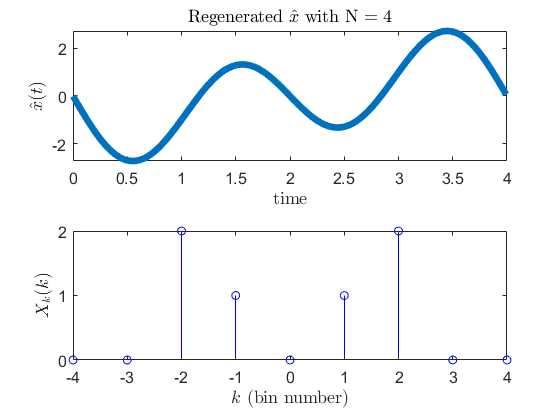 Regenerated x̂ with N = 4
x̂(t)
2
0
-2
0 0.5 1 1.5 2 2.5 3 3.5 4
time
X_k(k)
2
1
0
-4 -3 -2 -1 0 1 2 3 4
k (bin number)